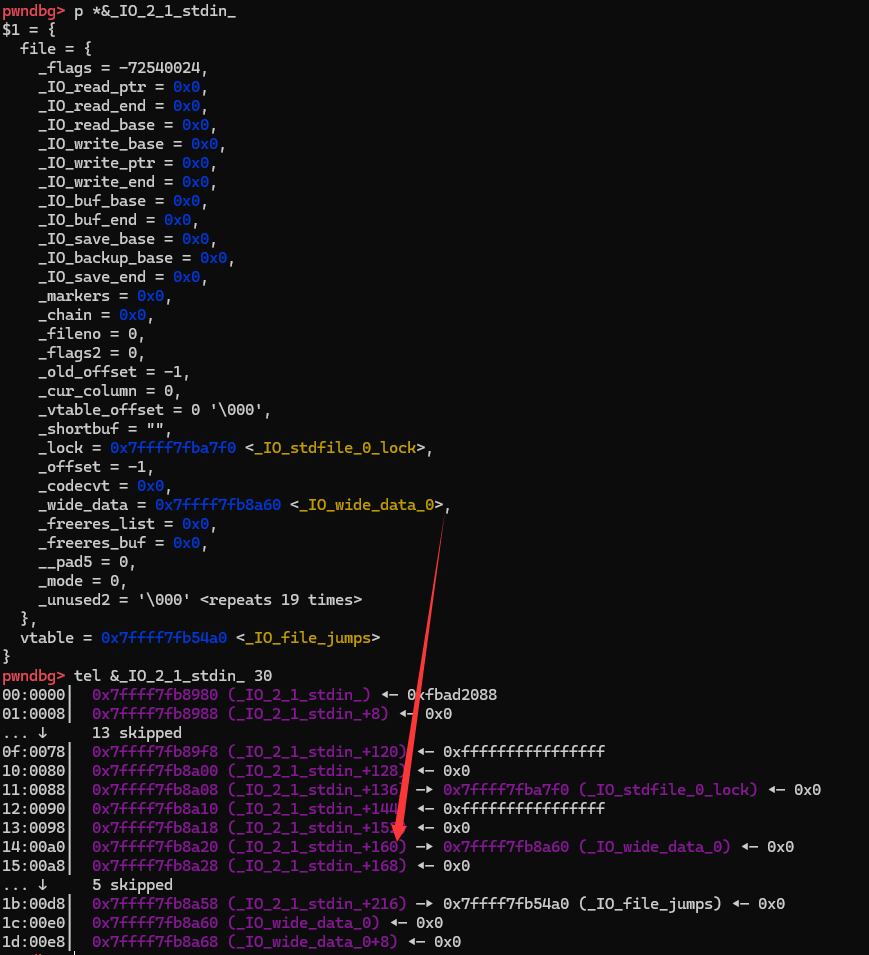 pwndbg> p *&_IO_2_1_stdin_
$1 = {
  file = {
    _flags = -72540024,
    _IO_read_ptr = 0x0,
    _IO_read_end = 0x0,
    _IO_read_base = 0x0,
    _IO_write_base = 0x0,
    _IO_write_ptr = 0x0,
    _IO_write_end = 0x0,
    _IO_buf_base = 0x0,
    _IO_buf_end = 0x0,
    _IO_save_base = 0x0,
    _IO_backup_base = 0x0,
    _IO_save_end = 0x0,
    _markers = 0x0,
    _chain = 0x0,
    _fileno = 0,
    _flags2 = 0,
    _old_offset = -1,
    _cur_column = 0,
    _vtable_offset = 0 '\000',
    _shortbuf = "",
    _lock = 0x7ffff7fba7f0 <_IO_stdfile_0_lock>,
    _offset = -1,
    _codecvt = 0x0,
    _wide_data = 0x7ffff7fb8a60 <_IO_wide_data_0>,
    _freeres_list = 0x0,
    _freeres_buf = 0x0,
    __pad5 = 0,
    _mode = 0,
    _unused2 = '\000' <repeats 19 times>
  },
  vtable = 0x7ffff7fb54a0 <_IO_file_jumps>
}
pwndbg> tel &_IO_2_1_stdin_ 30
00:0000│  0x7ffff7fb8980 (_IO_2_1_stdin_) ◂— 0xfbad2088
01:0008│  0x7ffff7fb8988 (_IO_2_1_stdin_+8) ◂— 0x0
... ↓     13 skipped
0f:0078│  0x7ffff7fb89f8 (_IO_2_1_stdin_+120) ◂— 0xffffffffffffffff
10:0080│  0x7ffff7fb8a00 (_IO_2_1_stdin_+128) ◂— 0x0
11:0088│  0x7ffff7fb8a08 (_IO_2_1_stdin_+136) —▸ 0x7ffff7fba7f0 (_IO_stdfile_0_lock) ◂— 0x0
12:0090│  0x7ffff7fb8a10 (_IO_2_1_stdin_+144) ◂— 0xffffffffffffffff
13:0098│  0x7ffff7fb8a18 (_IO_2_1_stdin_+152) ◂— 0x0
14:00a0│  0x7ffff7fb8a20 (_IO_2_1_stdin_+160) —▸ 0x7ffff7fb8a60 (_IO_wide_data_0) ◂— 0x0
15:00a8│  0x7ffff7fb8a28 (_IO_2_1_stdin_+168) ◂— 0x0
... ↓     5 skipped
1b:00d8│  0x7ffff7fb8a58 (_IO_2_1_stdin_+216) —▸ 0x7ffff7fb54a0 (_IO_file_jumps) ◂— 0x0
1c:00e0│  0x7ffff7fb8a60 (_IO_wide_data_0) ◂— 0x0
1d:00e8│  0x7ffff7fb8a68 (_IO_wide_data_0+8) ◂— 0x0